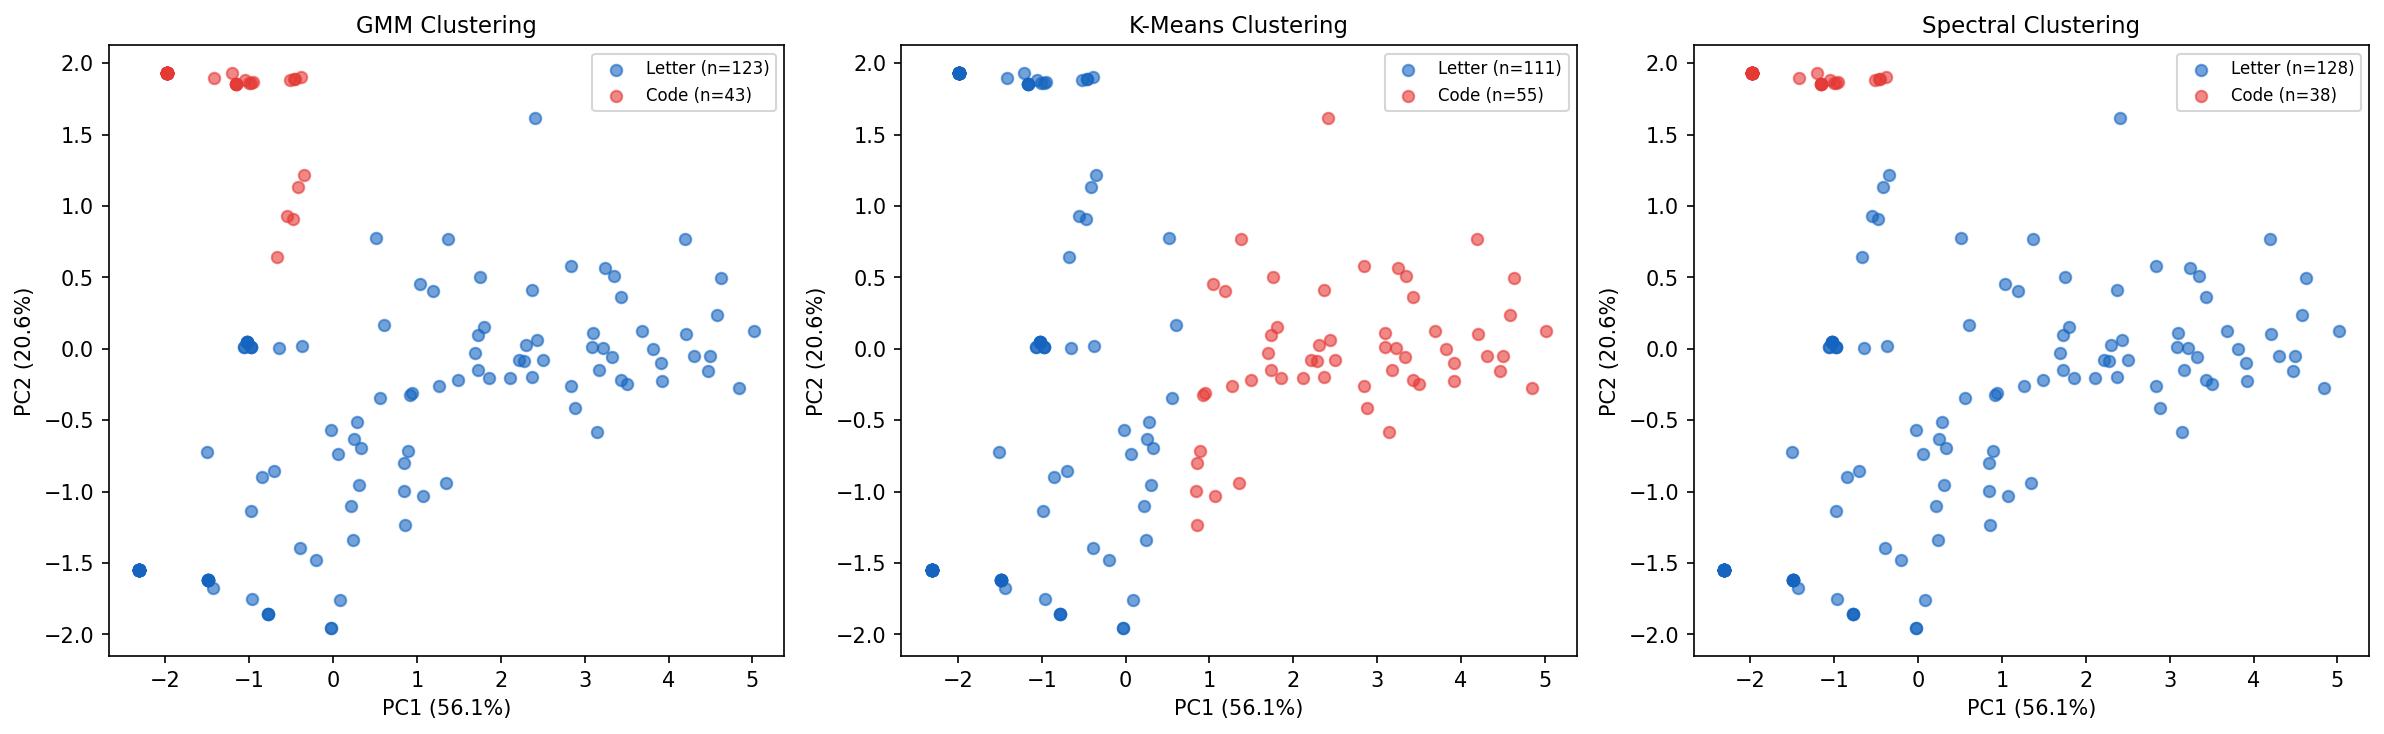 GMM Clustering
Letter (n=123)
Code (n=43)
2.0
1.5
1.0
0.5
0.0
−0.5
−1.0
−1.5
−2.0
PC2 (20.6%)
−2 −1 0 1 2 3 4 5
PC1 (56.1%)
K-Means Clustering
Letter (n=111)
Code (n=55)
2.0
1.5
1.0
0.5
0.0
−0.5
−1.0
−1.5
−2.0
PC2 (20.6%)
−2 −1 0 1 2 3 4 5
PC1 (56.1%)
Spectral Clustering
Letter (n=128)
Code (n=38)
2.0
1.5
1.0
0.5
0.0
−0.5
−1.0
−1.5
−2.0
PC2 (20.6%)
−2 −1 0 1 2 3 4 5
PC1 (56.1%)